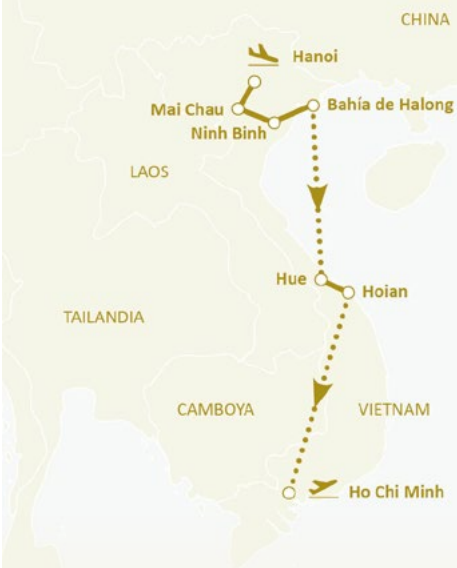 CHINA
Hanoi
Mai Chau
Bahía de Halong
Ninh Binh
LAOS
Hue
Hoian
TAILANDIA
CAMBOYA
VIETNAM
Ho Chi Minh